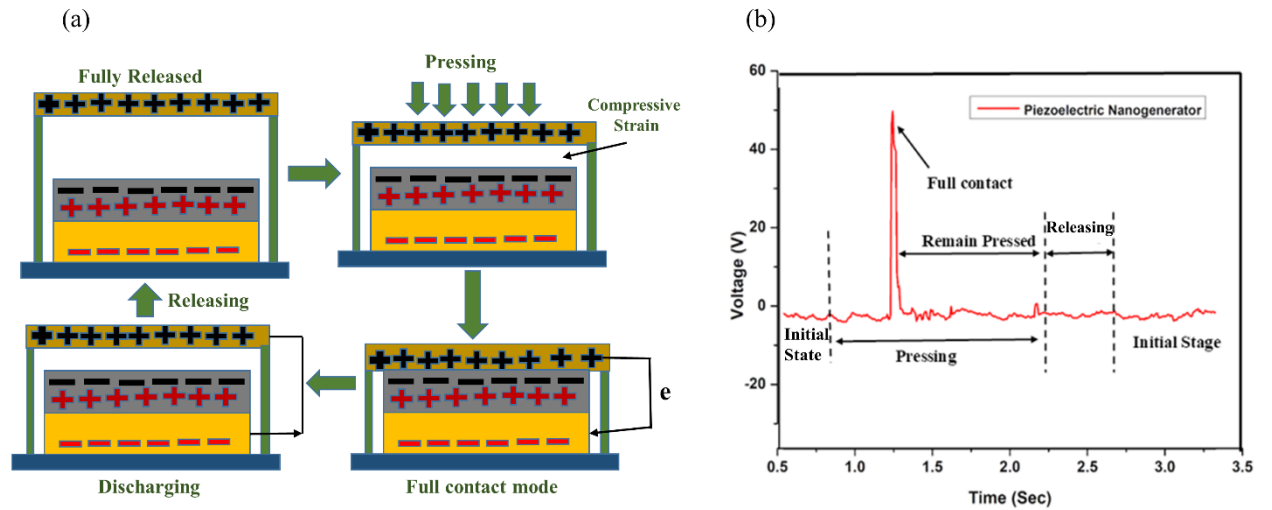 (a)
Fully Released
Pressing
Compressive
Strain
Releasing
e
Discharging
Full contact mode
(b)
Voltage (V)
60
40
20
0
-20
Piezoelectric Nanogenerator
Full contact
Remain Pressed
Releasing
Initial
State
Pressing
Initial Stage
0.5 1.0 1.5 2.0 2.5 3.0 3.5
Time (Sec)